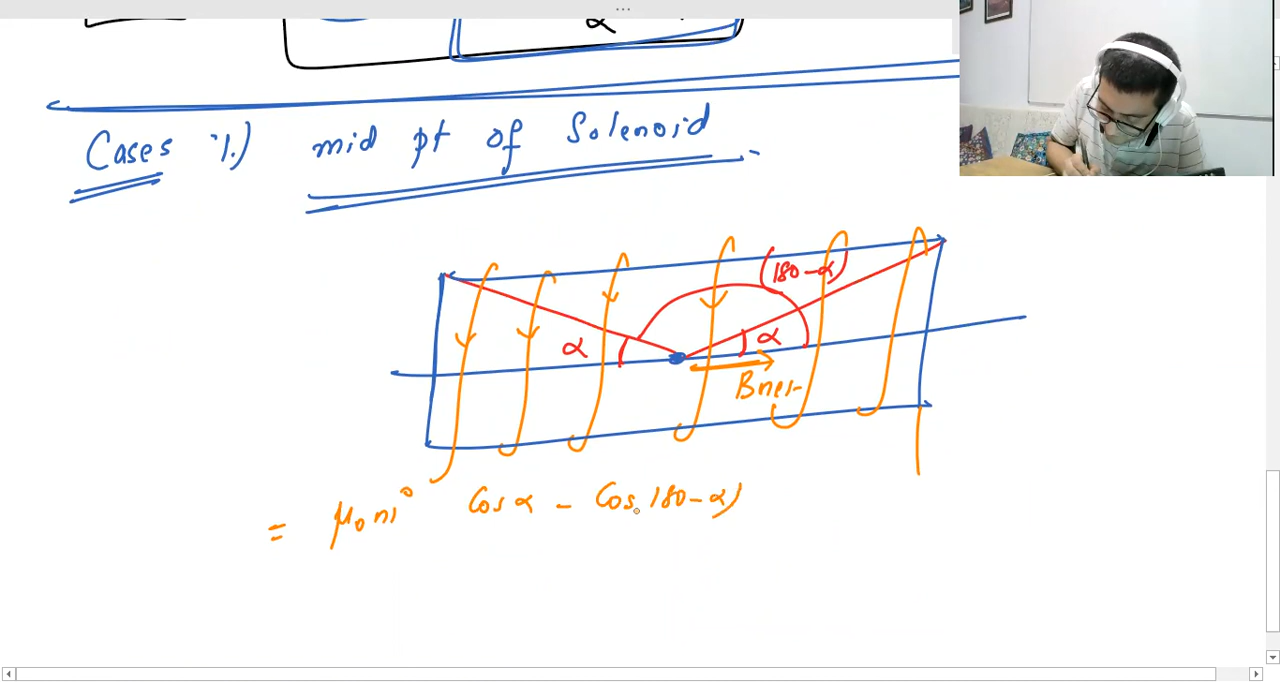 α
Cases 1.) mid pt of Solenoid
(180-α)
α
α
Bnet
= μ₀ni Cos α - Cos(180-α)